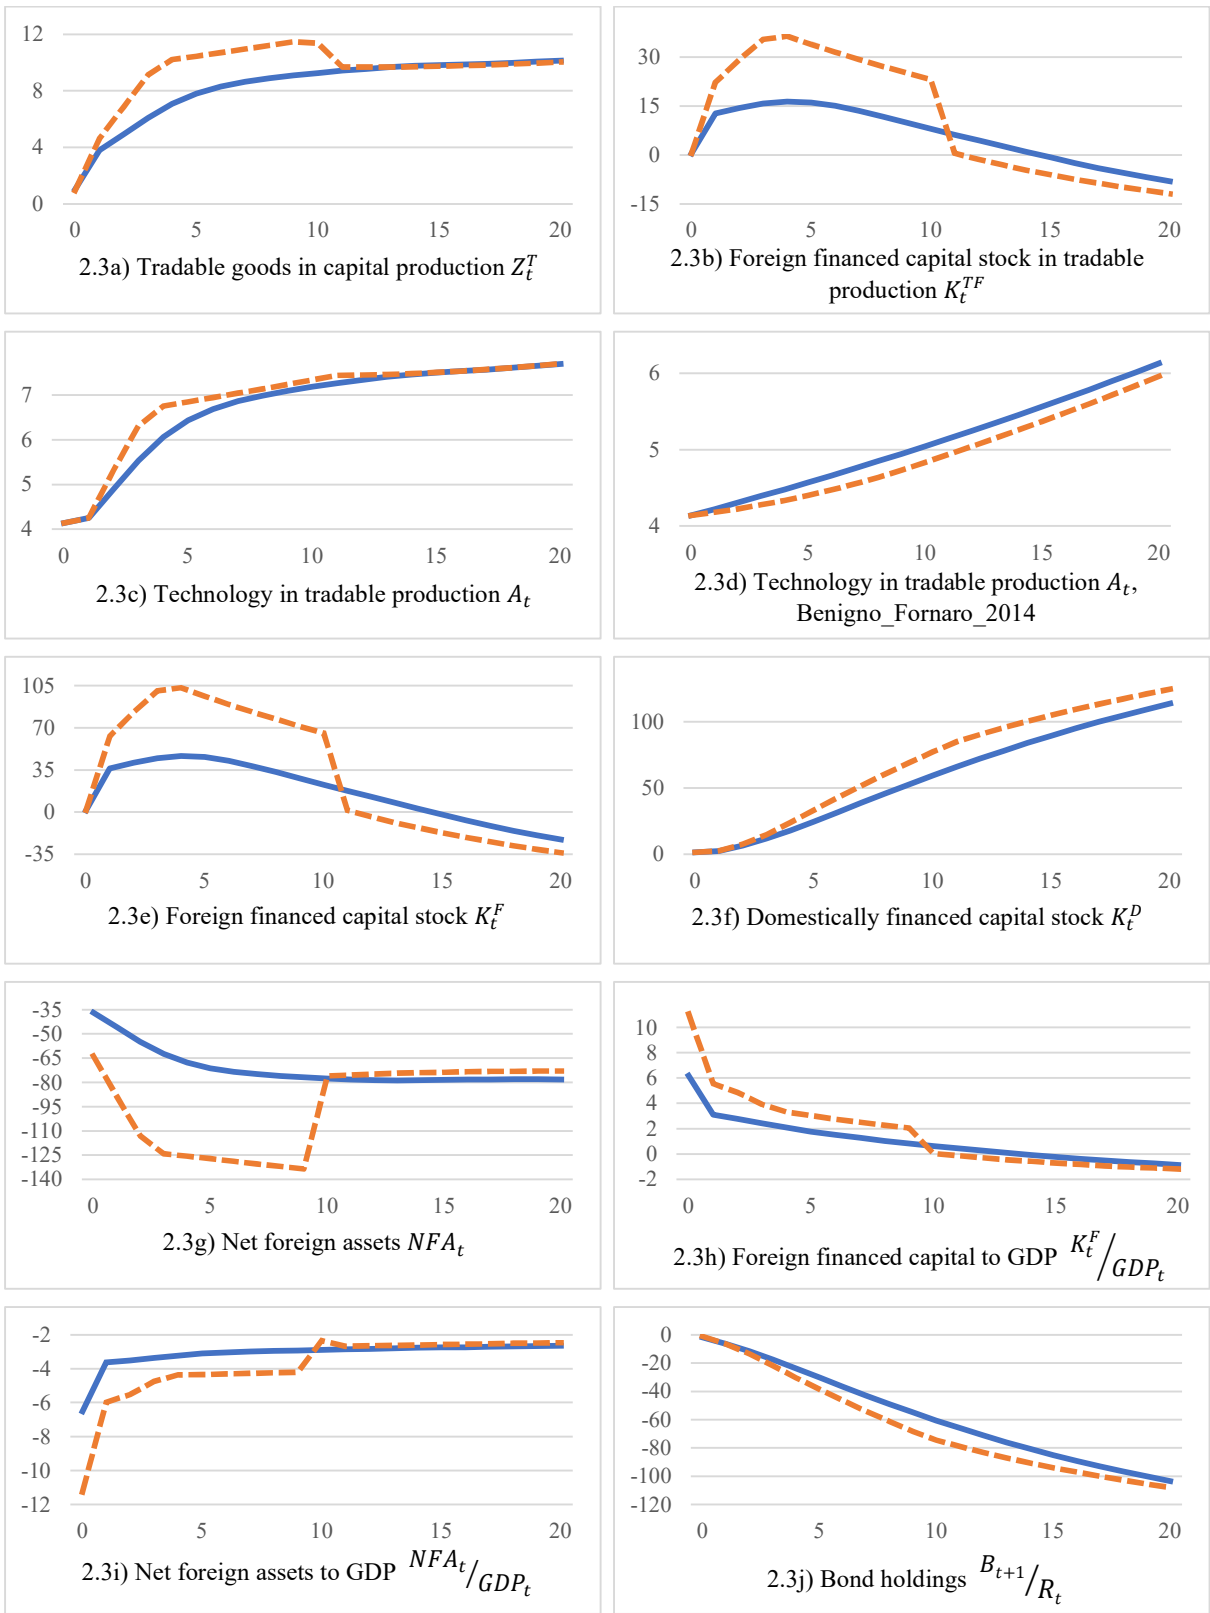 12
8
4
0
0 5 10 15 20
2.3a) Tradable goods in capital production Z_t^T
30
15
0
-15
0 5 10 15 20
2.3b) Foreign financed capital stock in tradable
production K_t^{TF}
7
6
5
4
0 5 10 15 20
2.3c) Technology in tradable production A_t
6
5
4
0 5 10 15 20
2.3d) Technology in tradable production A_t,
Benigno_Fornaro_2014
105
70
35
0
-35
0 5 10 15 20
2.3e) Foreign financed capital stock K_t^F
100
50
0
0 5 10 15 20
2.3f) Domestically financed capital stock K_t^D
-35
-50
-65
-80
-95
-110
-125
-140
0 5 10 15 20
2.3g) Net foreign assets NFA_t
10
8
6
4
2
0
-2
0 5 10 15 20
2.3h) Foreign financed capital to GDP K_t^F/GDP_t
-2
-4
-6
-8
-10
-12
0 5 10 15 20
2.3i) Net foreign assets to GDP NFA_t/GDP_t
0
-20
-40
-60
-80
-100
-120
0 5 10 15 20
2.3j) Bond holdings B_{t+1}/R_t